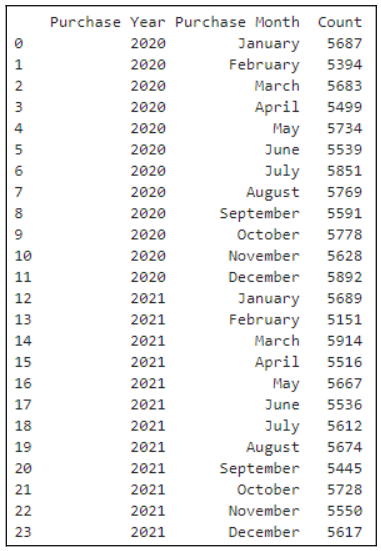 Purchase Year Purchase Month Count
0 2020 January 5687
1 2020 February 5394
2 2020 March 5683
3 2020 April 5499
4 2020 May 5734
5 2020 June 5539
6 2020 July 5851
7 2020 August 5769
8 2020 September 5591
9 2020 October 5778
10 2020 November 5628
11 2020 December 5892
12 2021 January 5689
13 2021 February 5151
14 2021 March 5914
15 2021 April 5516
16 2021 May 5667
17 2021 June 5536
18 2021 July 5612
19 2021 August 5674
20 2021 September 5445
21 2021 October 5728
22 2021 November 5550
23 2021 December 5617